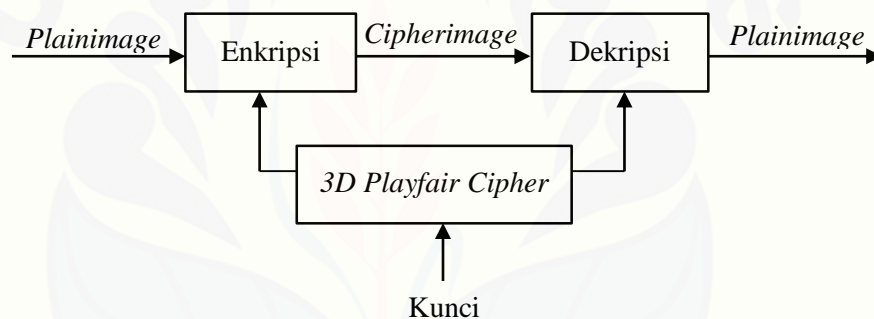 Plainimage
Enkripsi
Cipherimage
Dekripsi
Plainimage
3D Playfair Cipher
Kunci